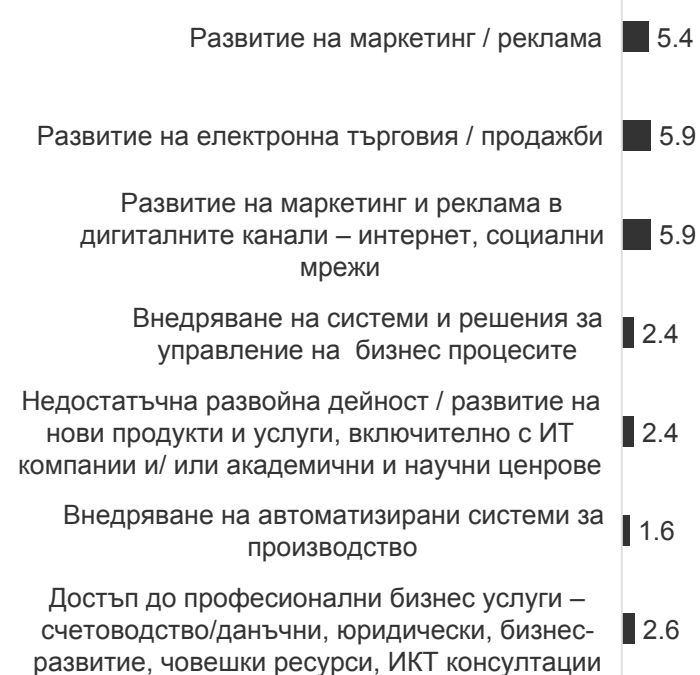 Развитие на маркетинг / реклама 5.4
Развитие на електронна търговия / продажби 5.9
Развитие на маркетинг и реклама в
дигиталните канали – интернет, социални 5.9
мрежи
Внедряване на системи и решения за
управление на бизнес процесите 2.4
Недостатъчна развойна дейност / развитие на
нови продукти и услуги, включително с ИТ 2.4
компании и/ или академични и научни ценрове
Внедряване на автоматизирани системи за
производство 1.6
Достъп до професионални бизнес услуги –
счетоводство/данъчни, юридически, бизнес- 2.6
развитие, човешки ресурси, ИКТ консултации